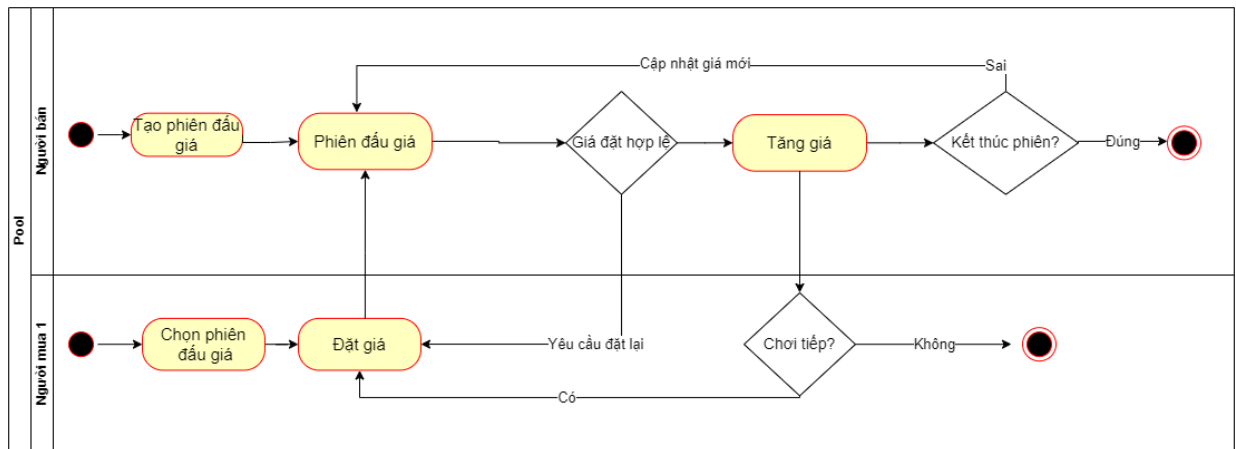 Pool
Người bán
Cập nhật giá mới
Sai
Tạo phiên đấu
giá
Phiên đấu giá
Giá đặt hợp lệ
Tăng giá
Kết thúc phiên?
Đúng
Người mua 1
Chọn phiên
đấu giá
Đặt giá
Yêu cầu đặt lại
Chơi tiếp?
Không
Có